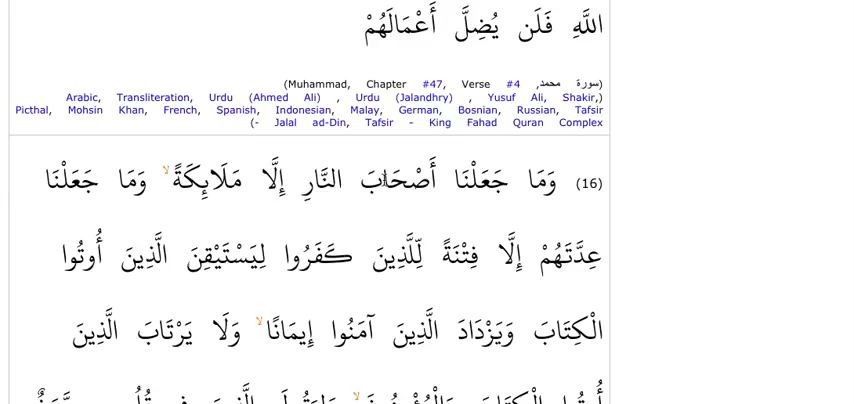 اللَّهِ فَلَن يُضِلَّ أَعْمَالَهُمْ
(سورة محمد, Muhammad, Chapter #47, Verse #4)
Arabic, Transliteration, Urdu (Ahmed Ali) , Urdu (Jalandhry) , Yusuf Ali, Shakir,)
Picthal, Mohsin Khan, French, Spanish, Indonesian, Malay, German, Bosnian, Russian, Tafsir
(- Jalal ad-Din, Tafsir - King Fahad Quran Complex
(16) وَمَا جَعَلْنَا أَصْحَابَ النَّارِ إِلَّا مَلَائِكَةً ۙ وَمَا جَعَلْنَا
عِدَّتَهُمْ إِلَّا فِتْنَةً لِّلَّذِينَ كَفَرُوا لِيَسْتَيْقِنَ الَّذِينَ أُوتُوا
الْكِتَابَ وَيَزْدَادَ الَّذِينَ آمَنُوا إِيمَانًا ۙ وَلَا يَرْتَابَ الَّذِينَ